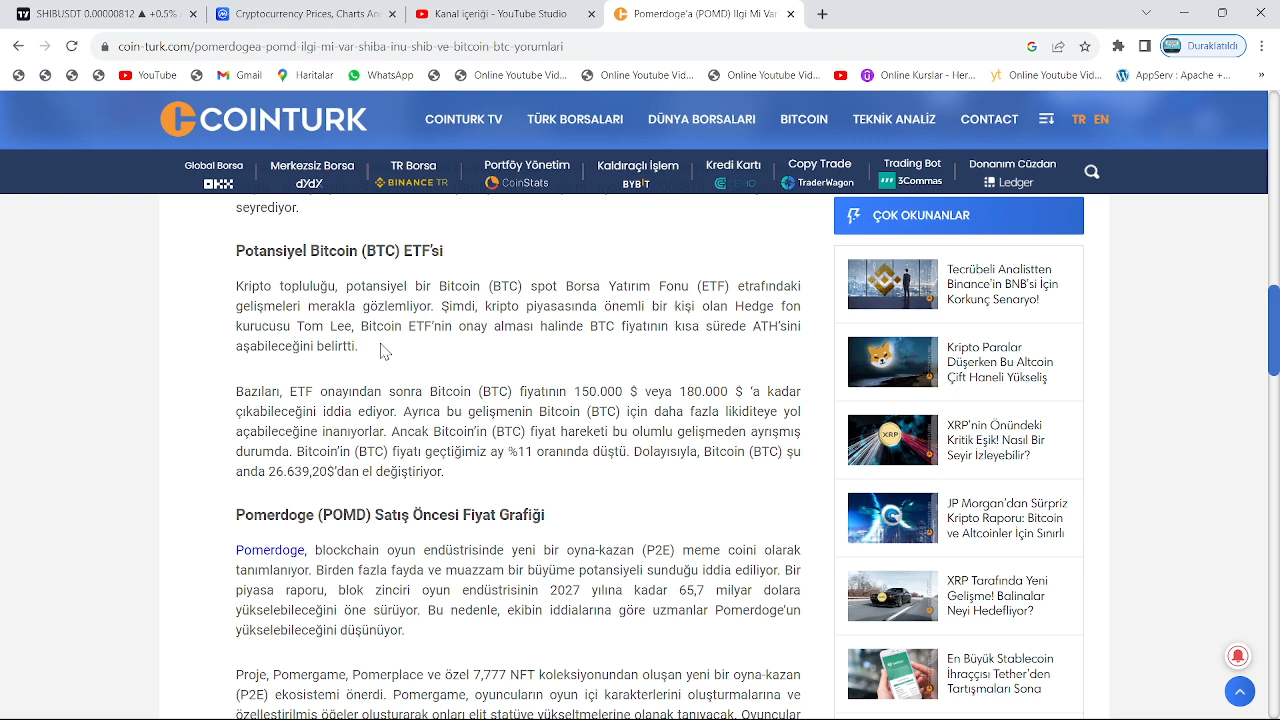 SHIBUSDT 0.00000812 ▲ +0.5%
Cryptocurrency Prices, Charts An
Kanal içeriği - YouTube Studio
Pomerdoge'a (POMD) İlgi Mi Var
coin-turk.com/pomerdogea-pomd-ilgi-mi-var-shiba-inu-shib-ve-bitcoin-btc-yorumlari
Duraklatıldı
YouTube
Gmail
Haritalar
WhatsApp
Online Youtube Vid...
Online Youtube Vid...
Online Youtube Vid...
Online Kurslar - Her...
yt Online Youtube Vid...
AppServ : Apache +...
»
COINTURK
COINTURK TV
TÜRK BORSALARI
DÜNYA BORSALARI
BITCOIN
TEKNİK ANALİZ
CONTACT
TR EN
Global Borsa
OKX
Merkezsiz Borsa
dYdX
TR Borsa
BINANCE TR
Portföy Yönetim
CoinStats
Kaldıraçlı İşlem
BYBIT
Kredi Kartı
Copy Trade
TraderWagon
Trading Bot
3Commas
Donanım Cüzdan
Ledger
seyrediyor.
Potansiyel Bitcoin (BTC) ETF'si
Kripto topluluğu, potansiyel bir Bitcoin (BTC) spot Borsa Yatırım Fonu (ETF) etrafındaki
gelişmeleri merakla gözlemliyor. Şimdi, kripto piyasasında önemli bir kişi olan Hedge fon
kurucusu Tom Lee, Bitcoin ETF'nin onay alması halinde BTC fiyatının kısa sürede ATH'sini
aşabileceğini belirtti.
Bazıları, ETF onayından sonra Bitcoin (BTC) fiyatının 150.000 $ veya 180.000 $ 'a kadar
çıkabileceğini iddia ediyor. Ayrıca bu gelişmenin Bitcoin (BTC) için daha fazla likiditeye yol
açabileceğine inanıyorlar. Ancak Bitcoin'in (BTC) fiyat hareketi bu olumlu gelişmeden ayrışmış
durumda. Bitcoin'in (BTC) fiyatı geçtiğimiz ay %11 oranında düştü. Dolayısıyla, Bitcoin (BTC) şu
anda 26.639,20$'dan el değiştiriyor.
Pomerdoge (POMD) Satış Öncesi Fiyat Grafiği
Pomerdoge, blockchain oyun endüstrisinde yeni bir oyna-kazan (P2E) meme coini olarak
tanımlanıyor. Birden fazla fayda ve muazzam bir büyüme potansiyeli sunduğu iddia ediliyor. Bir
piyasa raporu, blok zinciri oyun endüstrisinin 2027 yılına kadar 65,7 milyar dolara
yükselebileceğini öne sürüyor. Bu nedenle, ekibin iddialarına göre uzmanlar Pomerdoge'un
yükselebileceğini düşünüyor.
Proje, Pomergame, Pomerplace ve özel 7,777 NFT koleksiyonundan oluşan yeni bir oyna-kazan
(P2E) ekosistemi önerdi. Pomergame, oyuncuların oyun içi karakterlerini oluşturmalarına ve
özelleştirilmiş öğeler oluşturarak onları elit statüye yükseltmelerine olanak tanıyacak. Oyuncular
ÇOK OKUNANLAR
Tecrübeli Analistten
Binance'in BNB'si İçin
Korkunç Senaryo!
Kripto Paralar
Düşerken Bu Altcoin
Çift Haneli Yükseliş
XRP
XRP'nin Önündeki
Kritik Eşik! Nasıl Bir
Seyir İzleyebilir?
JP Morgan'dan Sürpriz
Kripto Raporu: Bitcoin
ve Altcoinler İçin Sınırlı
XRP Tarafında Yeni
Gelişme! Balinalar
Neyi Hedefliyor?
En Büyük Stablecoin
İhraççısı Tether'den
Tartışmaları Sona